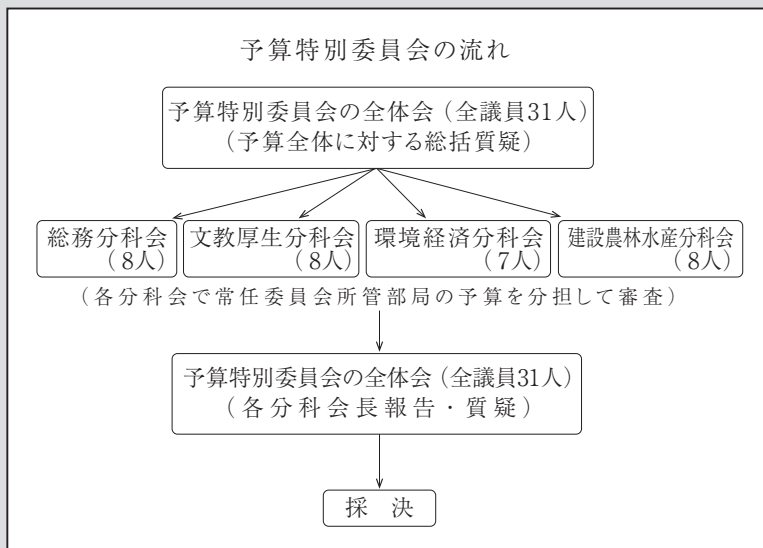 予算特別委員会の流れ
予算特別委員会の全体会（全議員31人）
（予算全体に対する総括質疑）
総務分科会
（8人）
文教厚生分科会
（8人）
環境経済分科会
（7人）
建設農林水産分科会
（8人）
（各分科会で常任委員会所管部局の予算を分担して審査）
予算特別委員会の全体会（全議員31人）
（各分科会長報告・質疑）
採　決